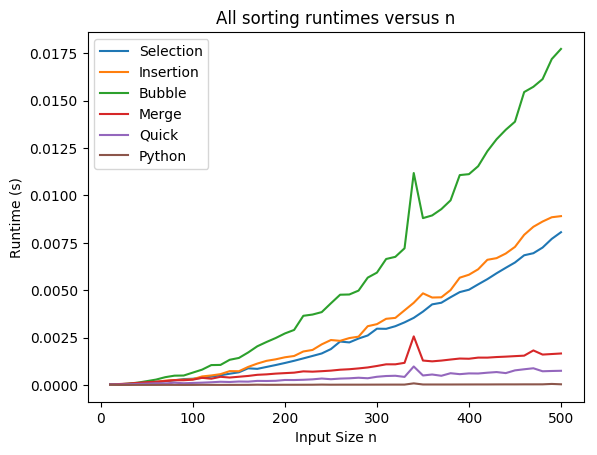 All sorting runtimes versus n
Selection
Insertion
Bubble
Merge
Quick
Python
Runtime (s)
0.0175
0.0150
0.0125
0.0100
0.0075
0.0050
0.0025
0.0000
0
100
200
300
400
500
Input Size n